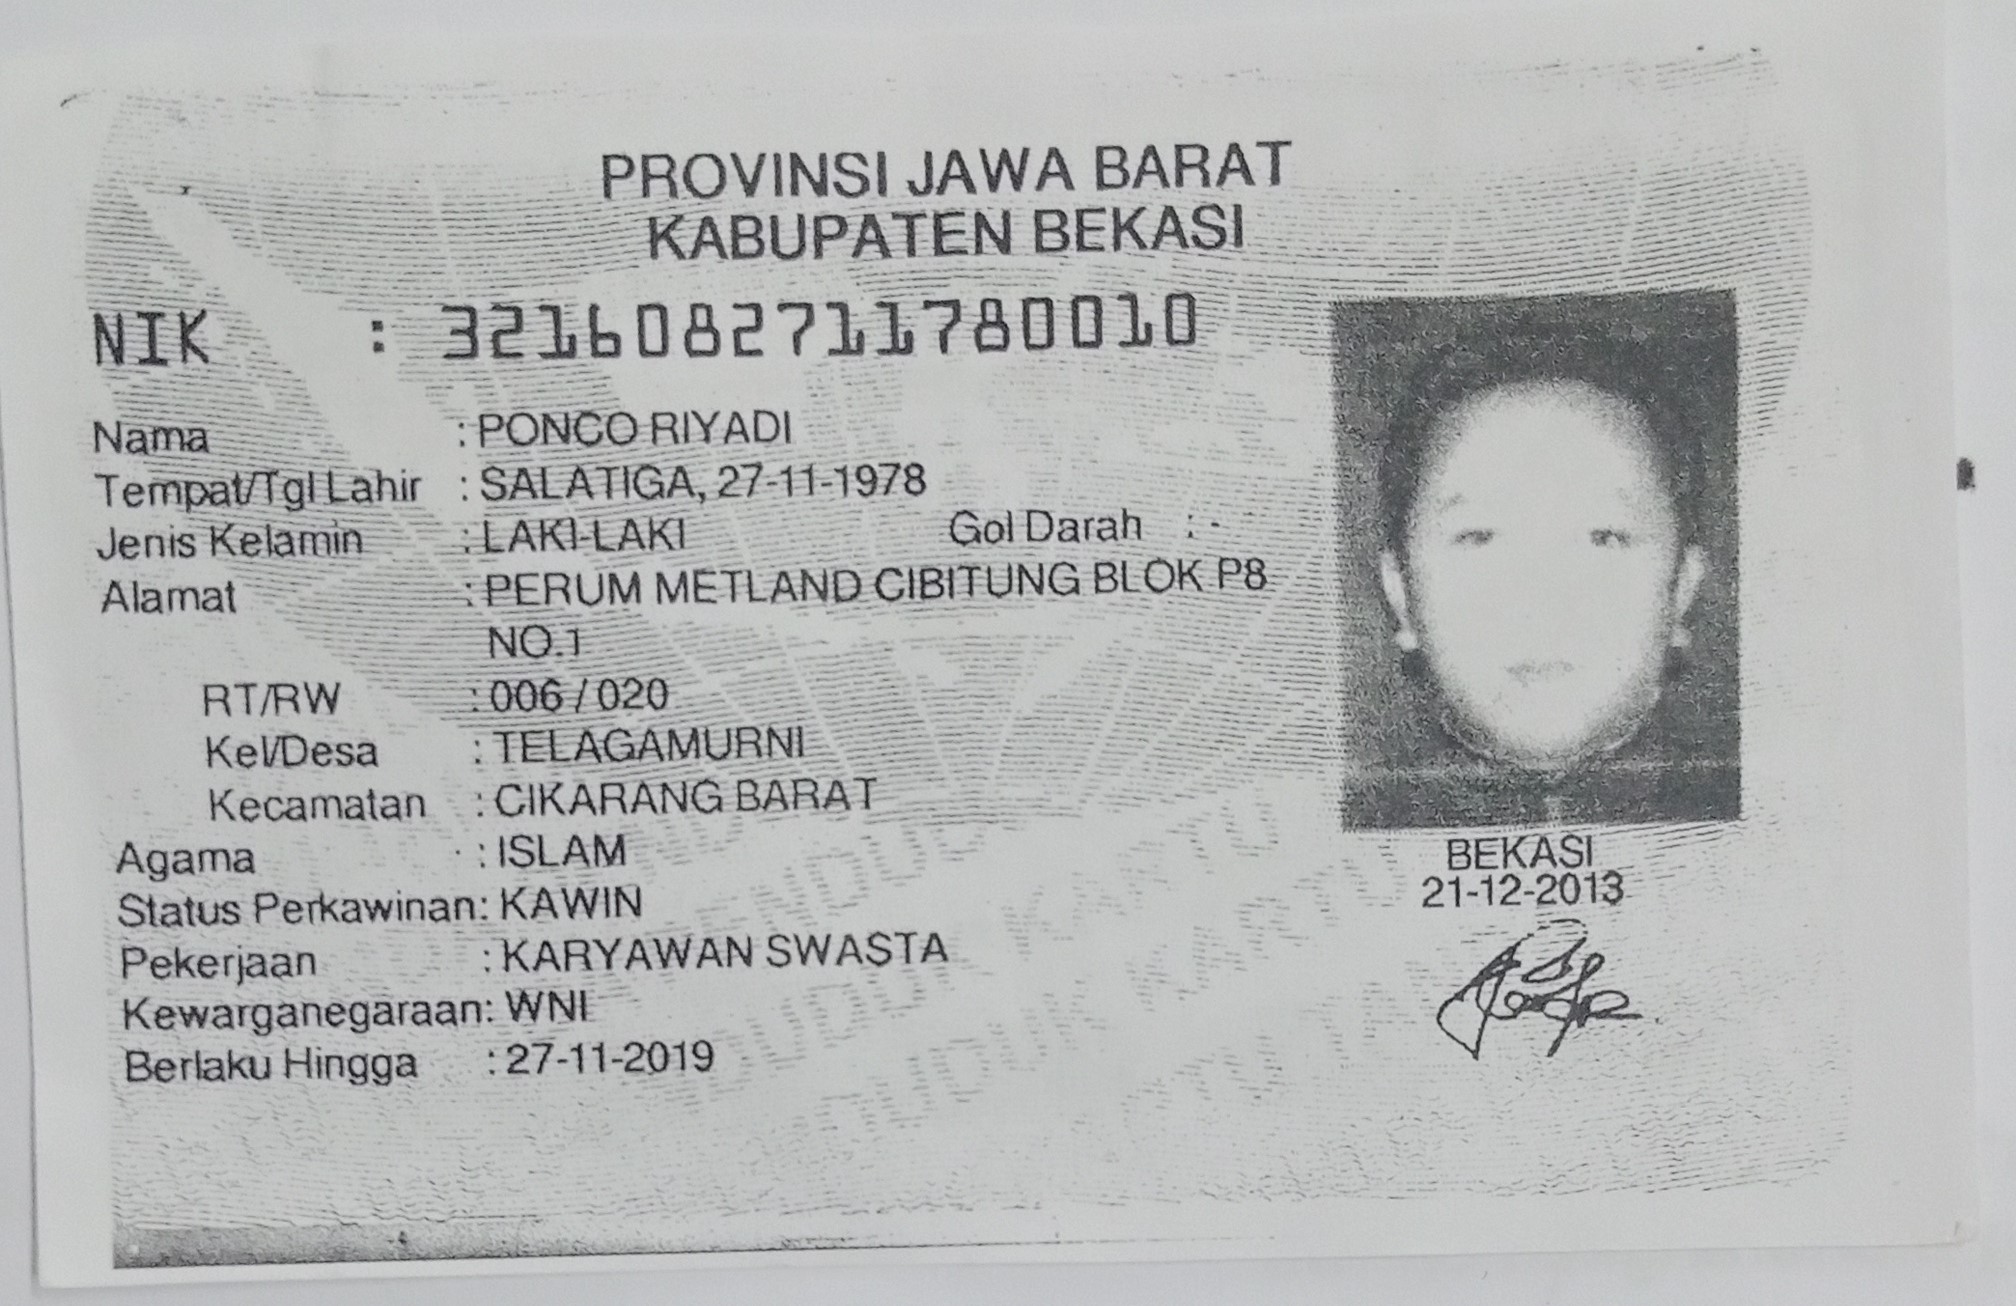 PROVINSI JAWA BARAT
KABUPATEN BEKASI
NIK : 3216082711780010
Nama : PONCO RIYADI
Tempat/Tgl Lahir : SALATIGA, 27-11-1978
Jenis Kelamin : LAKI-LAKI Gol Darah : -
Alamat : PERUM METLAND CIBITUNG BLOK P8
NO.1
RT/RW : 006 / 020
Kel/Desa : TELAGAMURNI
Kecamatan : CIKARANG BARAT
Agama : ISLAM
Status Perkawinan: KAWIN
Pekerjaan : KARYAWAN SWASTA
Kewarganegaraan: WNI
Berlaku Hingga : 27-11-2019
BEKASI
21-12-2013